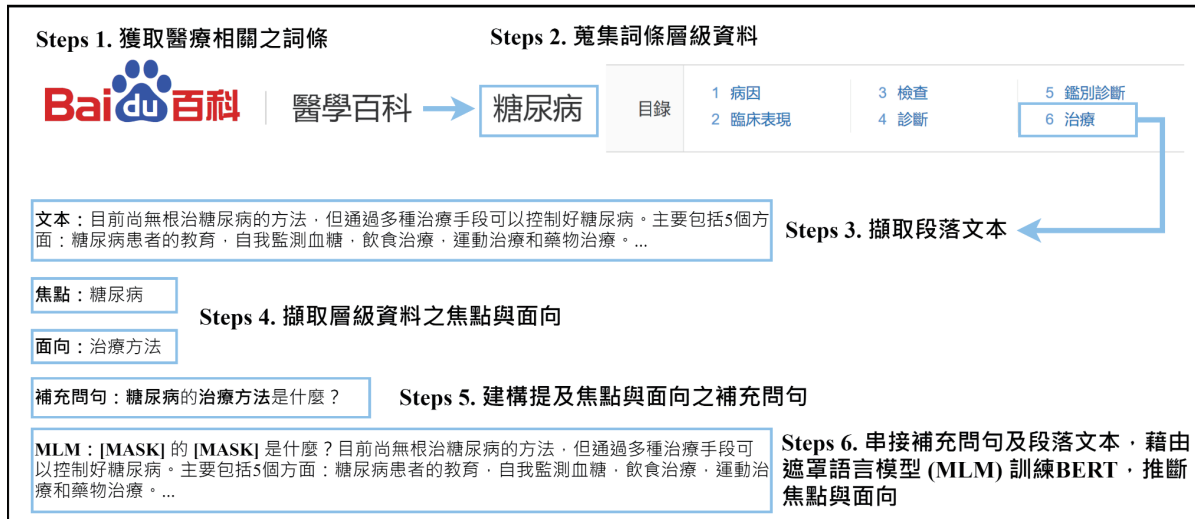 Steps 1. 獲取醫療相關之詞條
Steps 2. 蒐集詞條層級資料
Bai du 百科
醫學百科
糖尿病
目錄
1 病因
3 檢查
5 鑑別診斷
2 臨床表現
4 診斷
6 治療
文本：目前尚無根治糖尿病的方法，但通過多種治療手段可以控制好糖尿病。主要包括5個方
面：糖尿病患者的教育，自我監測血糖，飲食治療，運動治療和藥物治療。...
Steps 3. 擷取段落文本
焦點：糖尿病
Steps 4. 擷取層級資料之焦點與面向
面向：治療方法
補充問句：糖尿病的治療方法是什麼？
Steps 5. 建構提及焦點與面向之補充問句
MLM：[MASK] 的 [MASK] 是什麼？目前尚無根治糖尿病的方法，但通過多種治療手段可
以控制好糖尿病。主要包括5個方面：糖尿病患者的教育，自我監測血糖，飲食治療，運動治
療和藥物治療。...
Steps 6. 串接補充問句及段落文本，藉由
遮罩語言模型 (MLM) 訓練BERT，推斷
焦點與面向